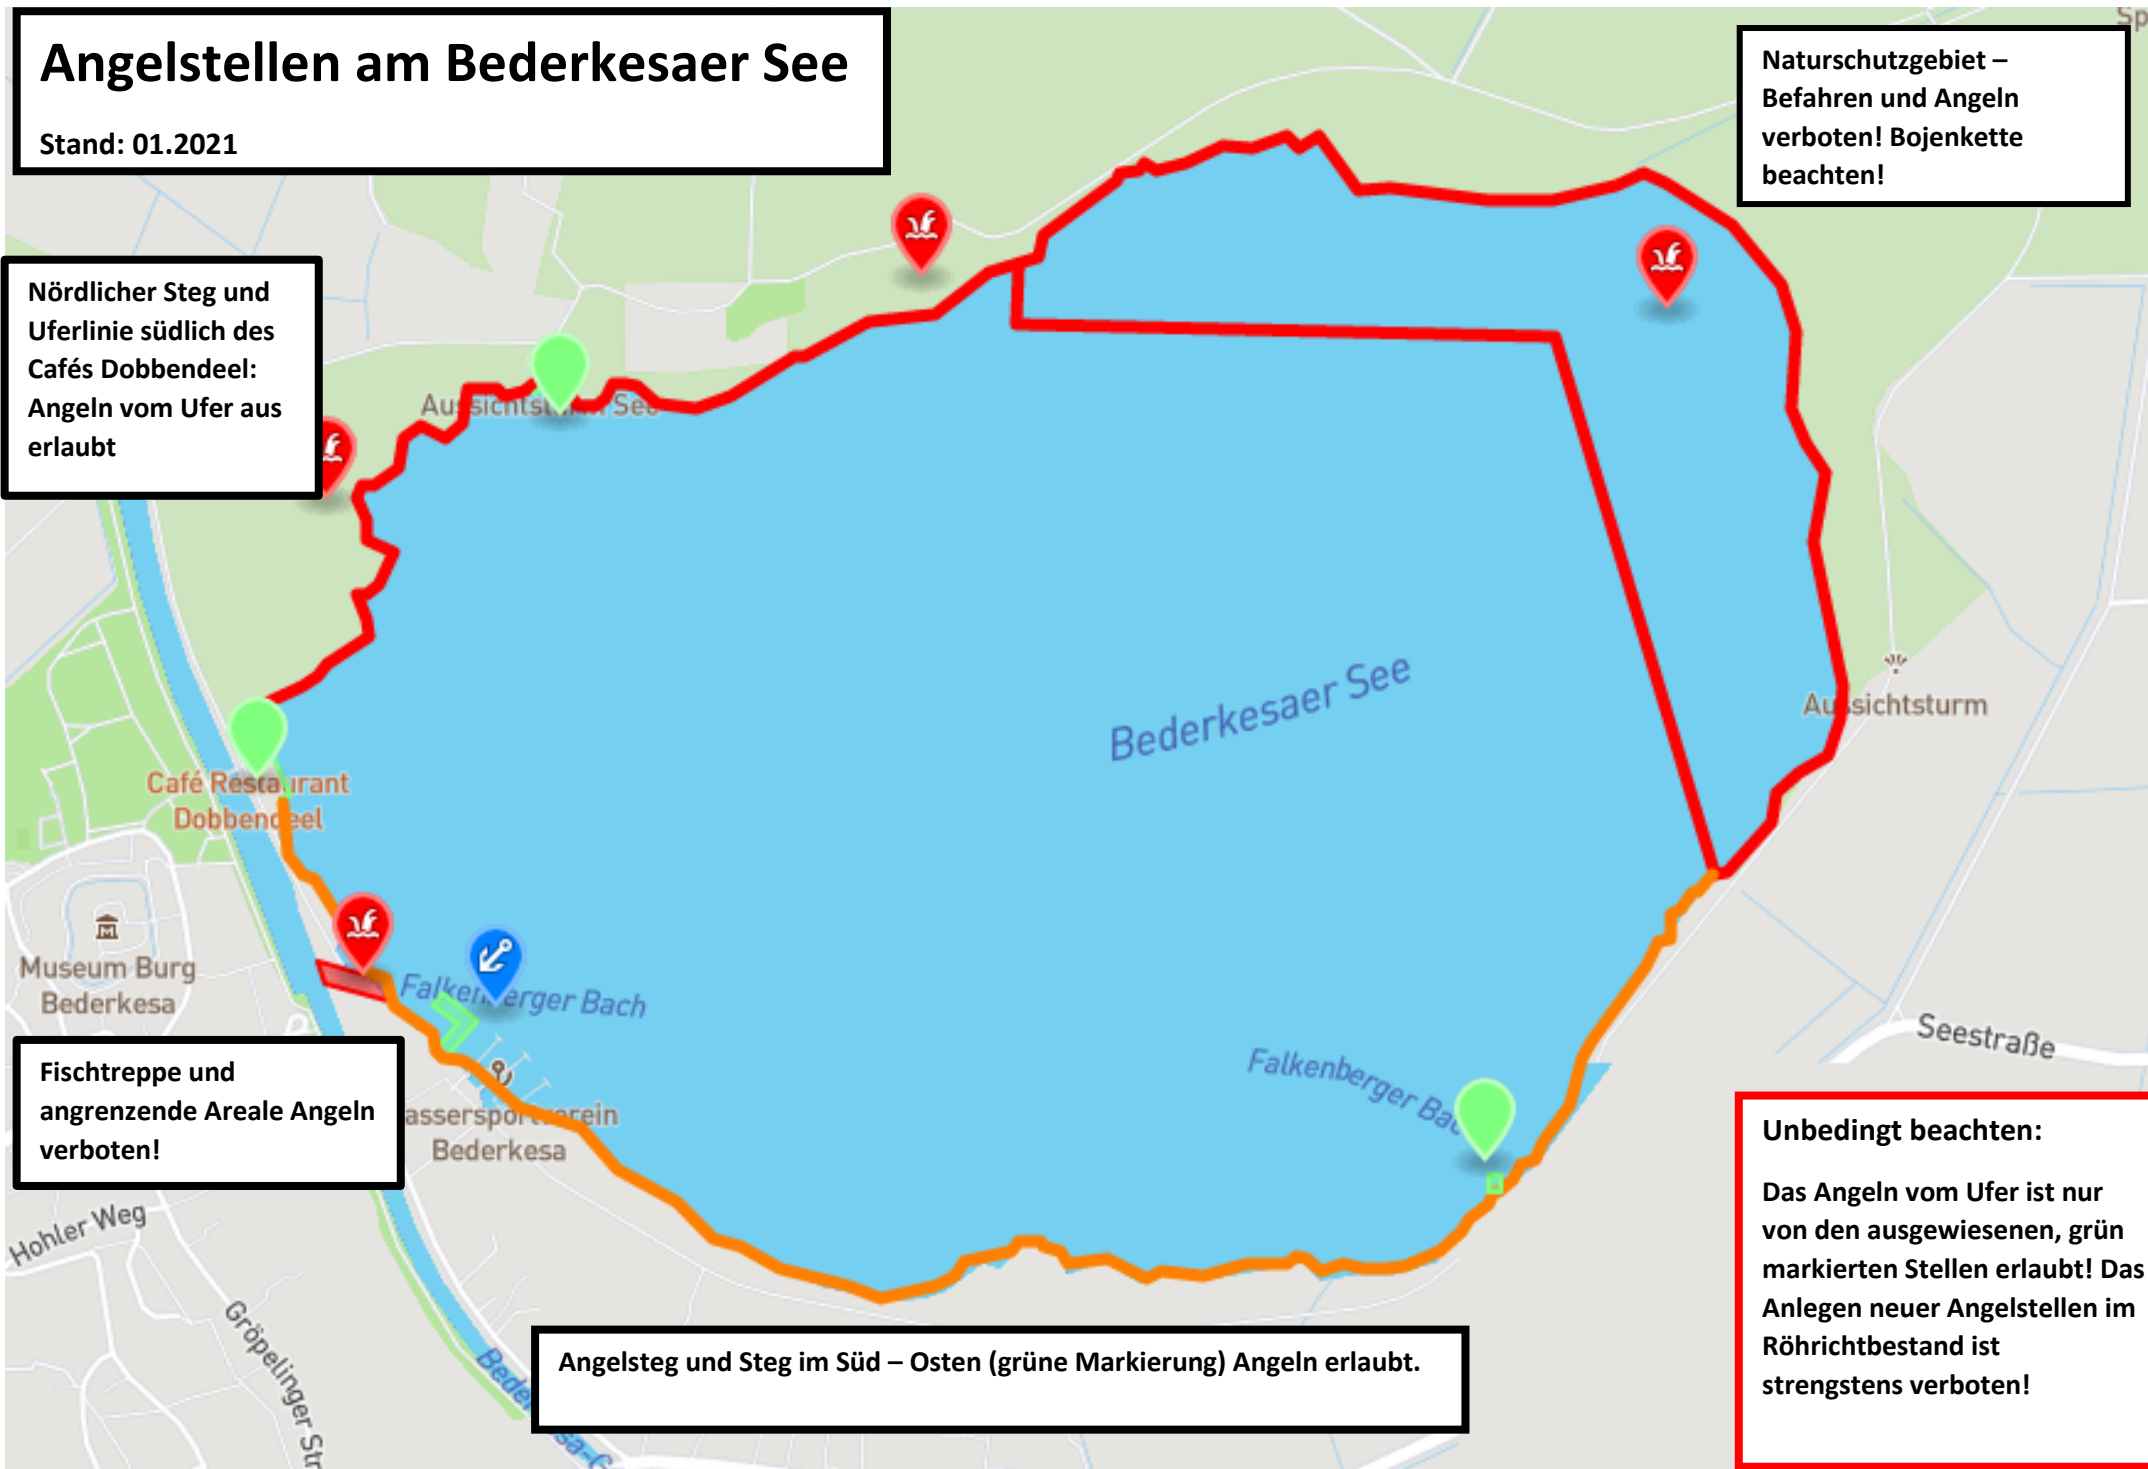 Angelstellen am Bederkesaer See
Stand: 01.2021
Naturschutzgebiet –
Befahren und Angeln
verboten! Bojenkette
beachten!
Nördlicher Steg und
Uferlinie südlich des
Cafés Dobbendeel:
Angeln vom Ufer aus
erlaubt
See
Bederkesaer See
Aussichtsturm
Café Restaurant
Dobbendeel
Museum Burg
Bederkesa
Falkenberger Bach
Seestraße
Falkenberger
Fischtreppe und
angrenzende Areale Angeln
verboten!
Bederkesa
Unbedingt beachten:
Das Angeln vom Ufer ist nur
von den ausgewiesenen, grün
markierten Stellen erlaubt! Das
Anlegen neuer Angelstellen im
Röhrichtbestand ist
strengstens verboten!
Hohler Weg
Gröpelinger Str
Angelsteg und Steg im Süd – Osten (grüne Markierung) Angeln erlaubt.